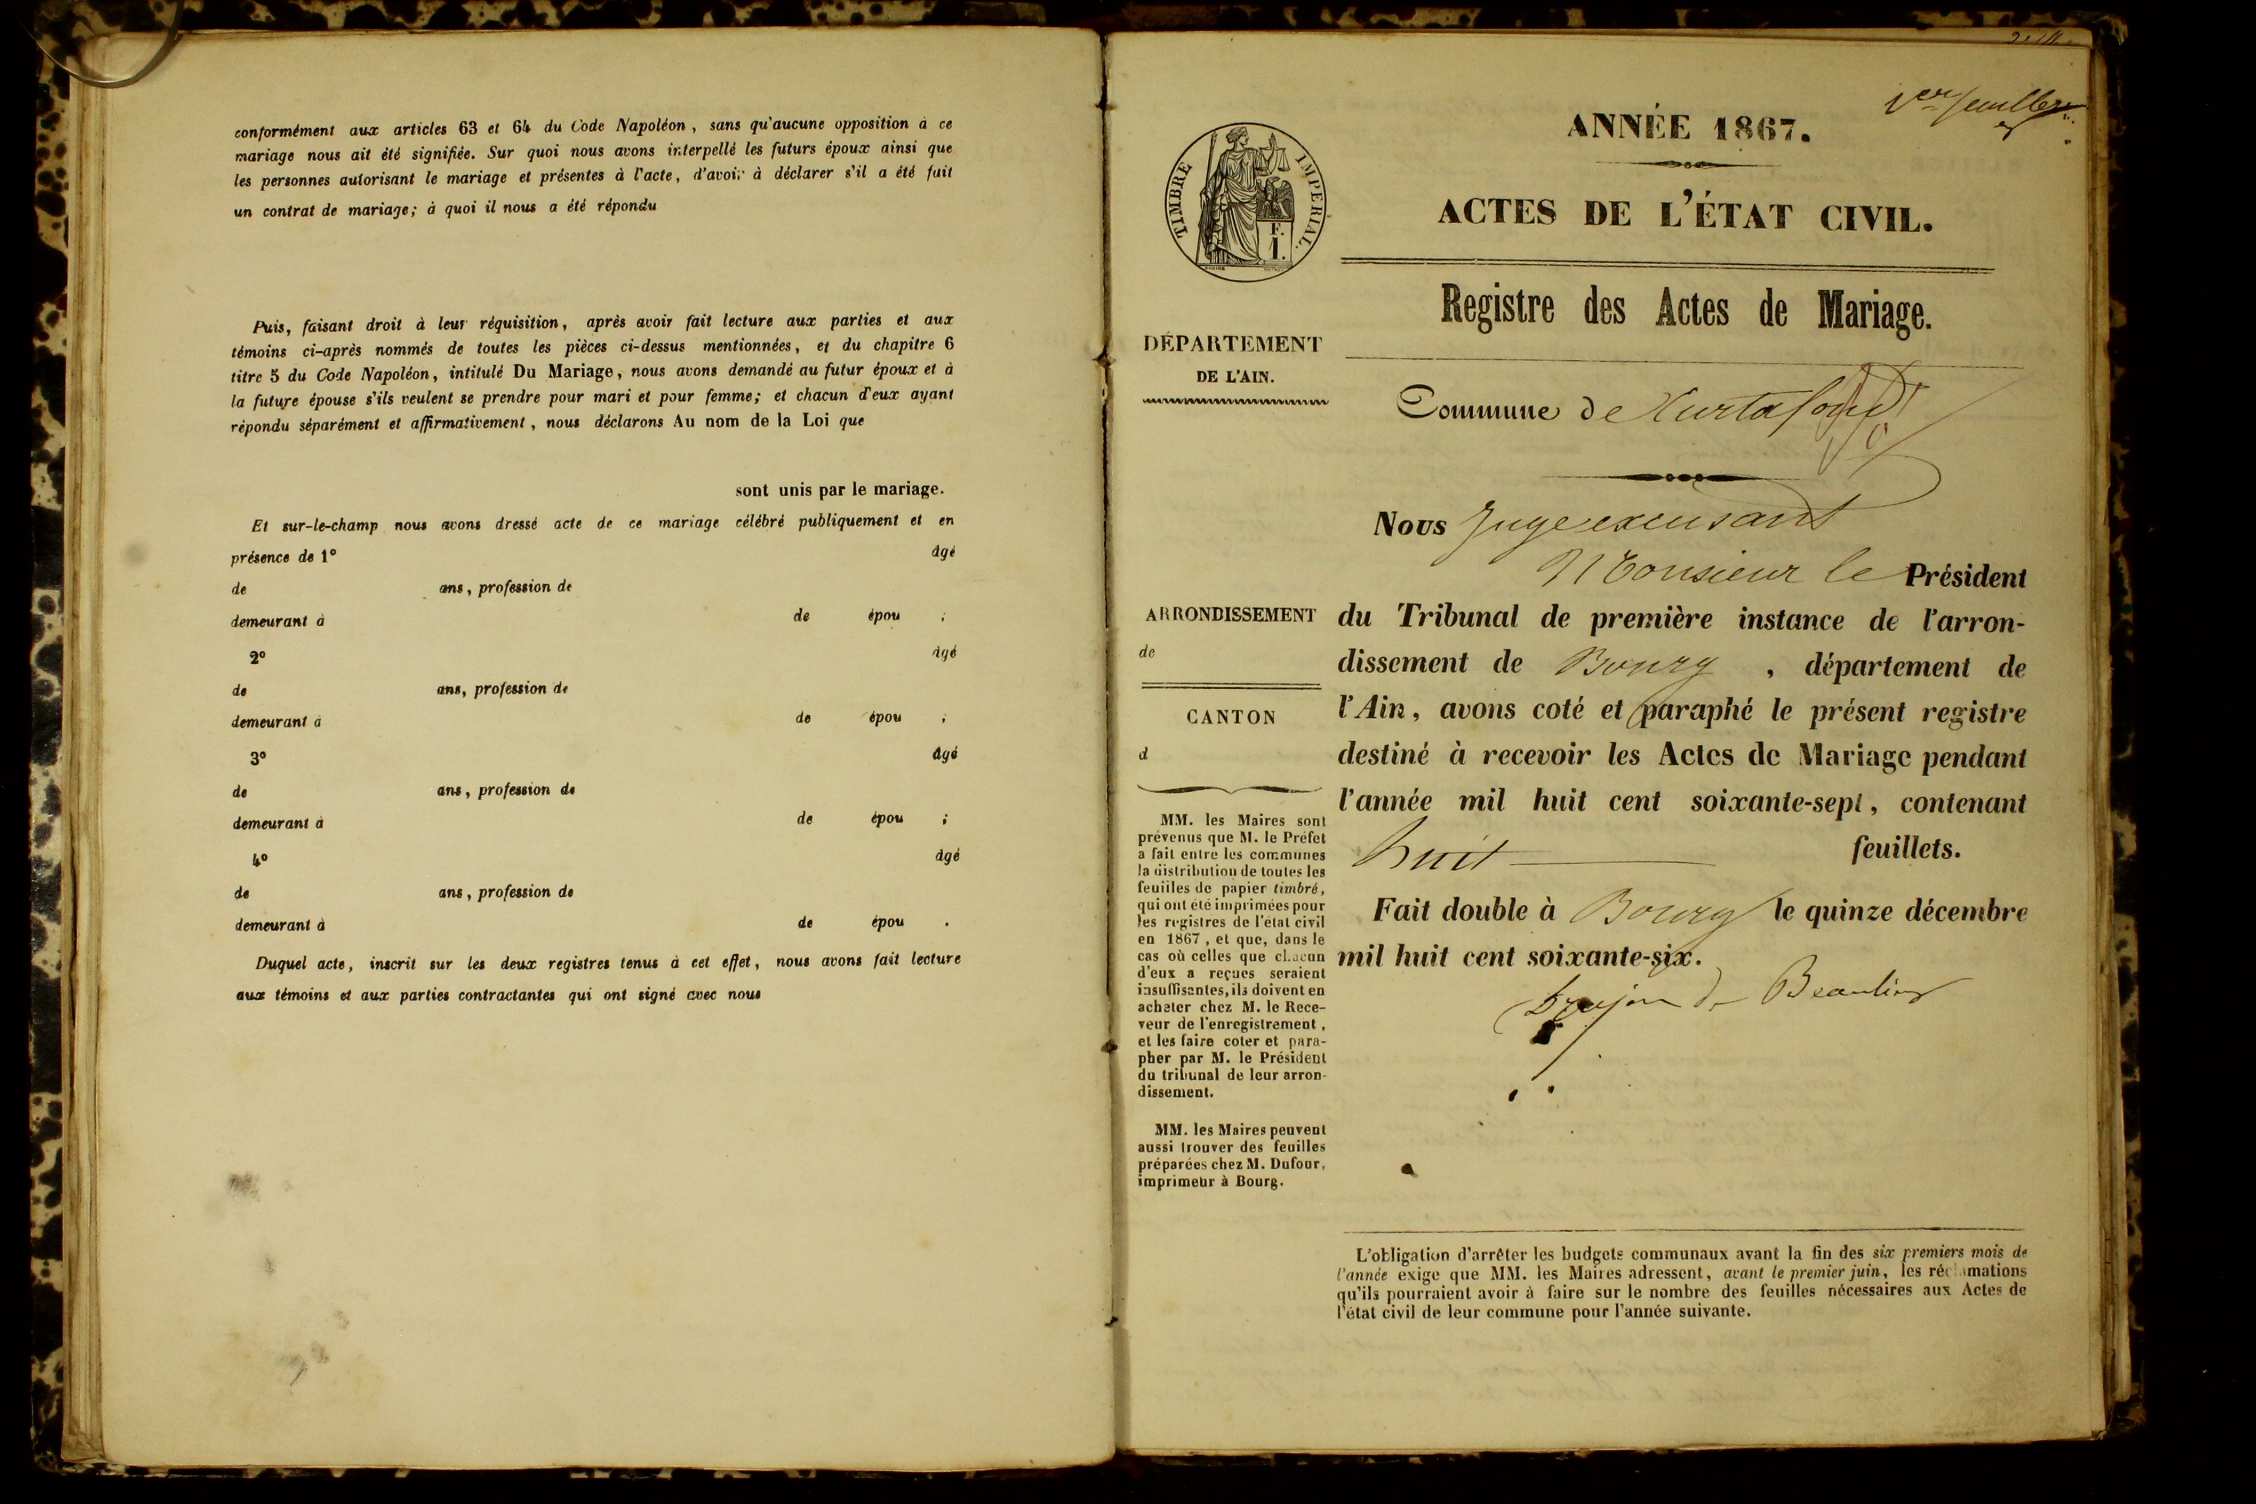 conformément aux articles 63 et 64 du Code Napoléon, sans qu'aucune opposition à ce
mariage nous ait été signifiée. Sur quoi nous avons interpellé les futurs époux ainsi que
les personnes autorisant le mariage et présentes à l'acte, d'avoir à déclarer s'il a été fait
un contrat de mariage; à quoi il nous a été répondu
Puis, faisant droit à leur réquisition, après avoir fait lecture aux parties et aux
témoins ci-après nommés de toutes les pièces ci-dessus mentionnées, et du chapitre 6
titre 5 du Code Napoléon, intitulé Du Mariage, nous avons demandé au futur époux et à
la future épouse s'ils veulent se prendre pour mari et pour femme; et chacun d'eux ayant
répondu séparément et affirmativement, nous déclarons Au nom de la Loi que
sont unis par le mariage.
Et sur-le-champ nous avons dressé acte de ce mariage célébré publiquement et en
présence de 1° âgé
de ans, profession de
demeurant à de épou ;
2° âgé
de ans, profession de
demeurant à de épou ;
3° âgé
de ans, profession de
demeurant à de épou ;
4° âgé
de ans, profession de
demeurant à de épou .
Duquel acte, inscrit sur les deux registres tenus à cet effet, nous avons fait lecture
aux témoins et aux parties contractantes qui ont signé avec nous
1er feuillet
TIMBRE IMPERIAL.
F.
1.
ANNÉE 1867.
ACTES DE L'ÉTAT CIVIL.
Registre des Actes de Mariage.
DÉPARTEMENT
DE L'AIN.
ARRONDISSEMENT
de
CANTON
d
MM. les Maires sont
prévenus que M. le Préfet
a fait entre les communes
la distribution de toutes les
feuilles de papier timbré,
qui ont été imprimées pour
les registres de l'état civil
en 1867, et que, dans le
cas où celles que chacun
d'eux a reçues seraient
insuffisantes, ils doivent en
acheter chez M. le Rece-
veur de l'enregistrement,
et les faire coter et para-
pher par M. le Président
du tribunal de leur arron-
dissement.
MM. les Maires peuvent
aussi trouver des feuilles
préparées chez M. Dufour,
imprimeur à Bourg.
Commune de Curtafond
Nous Juge excusant
Monsieur le Président
du Tribunal de première instance de l'arron-
dissement de Bourg , département de
l'Ain, avons coté et paraphé le présent registre
destiné à recevoir les Actes de Mariage pendant
l'année mil huit cent soixante-sept, contenant
huit feuillets.
Fait double à Bourg le quinze décembre
mil huit cent soixante-six.
de Beaulieu
L'obligation d'arrêter les budgets communaux avant la fin des six premiers mois de
l'année exige que MM. les Maires adressent, avant le premier juin, les réclamations
qu'ils pourraient avoir à faire sur le nombre des feuilles nécessaires aux Actes de
l'état civil de leur commune pour l'année suivante.